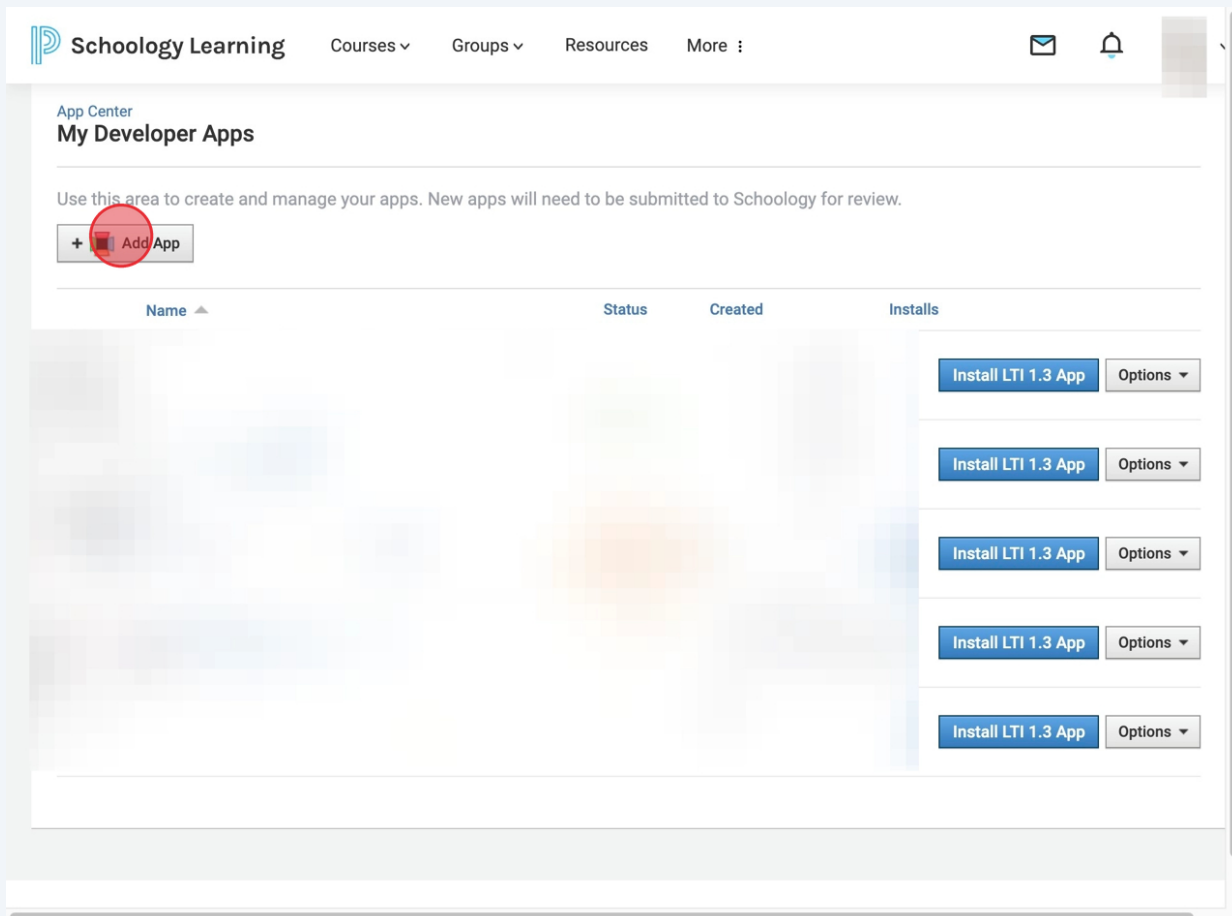 Schoology Learning Courses Groups Resources More
App Center
My Developer Apps
Use this area to create and manage your apps. New apps will need to be submitted to Schoology for review.
+ Add App
Name Status Created Installs
Install LTI 1.3 App Options
Install LTI 1.3 App Options
Install LTI 1.3 App Options
Install LTI 1.3 App Options
Install LTI 1.3 App Options